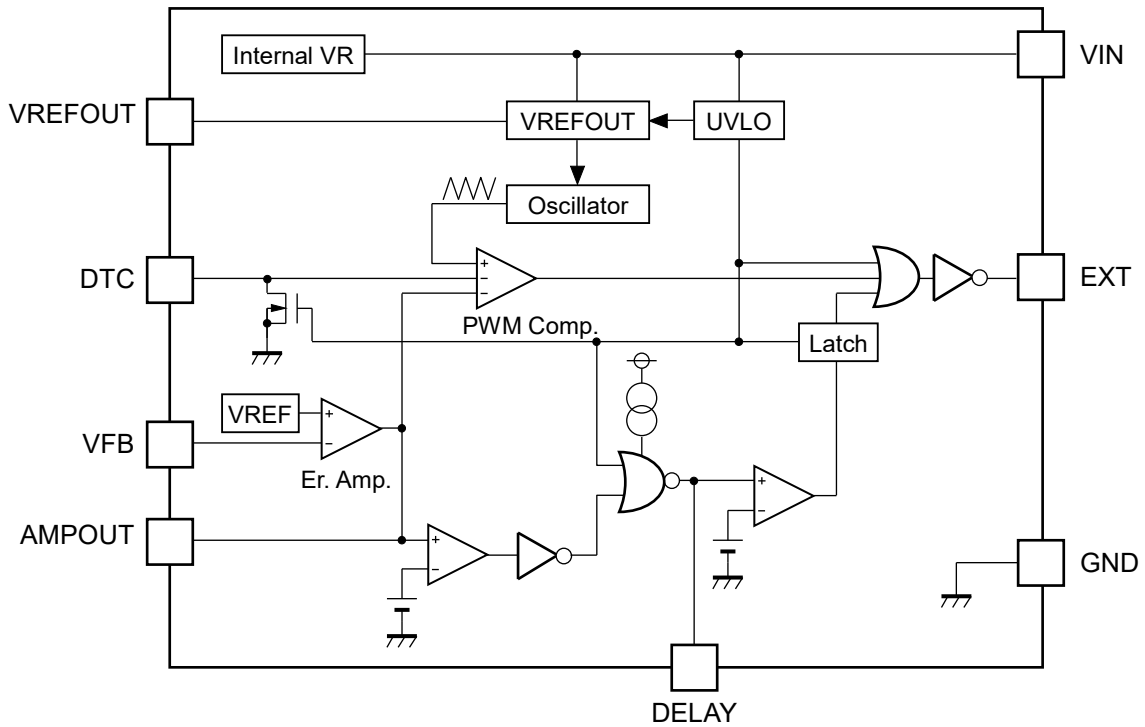 Internal VR
VIN
VREFOUT
VREFOUT
UVLO
Oscillator
+
−
−
DTC
EXT
PWM Comp.
Latch
VREF
+
−
VFB
Er. Amp.
+
−
AMPOUT
+
−
GND
DELAY